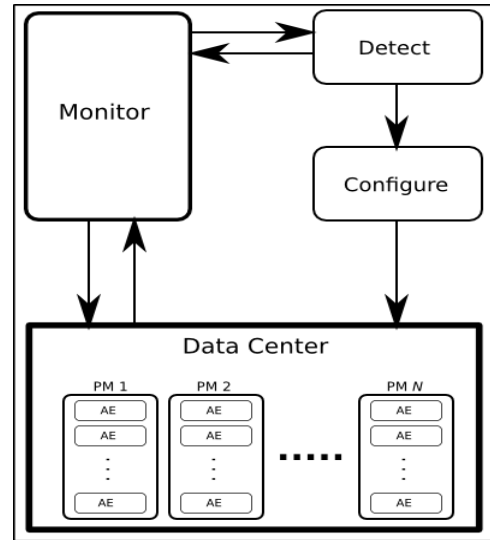 Detect
Monitor
Configure
Data Center
PM 1 PM 2 PM N
AE AE AE
AE AE AE
AE AE AE